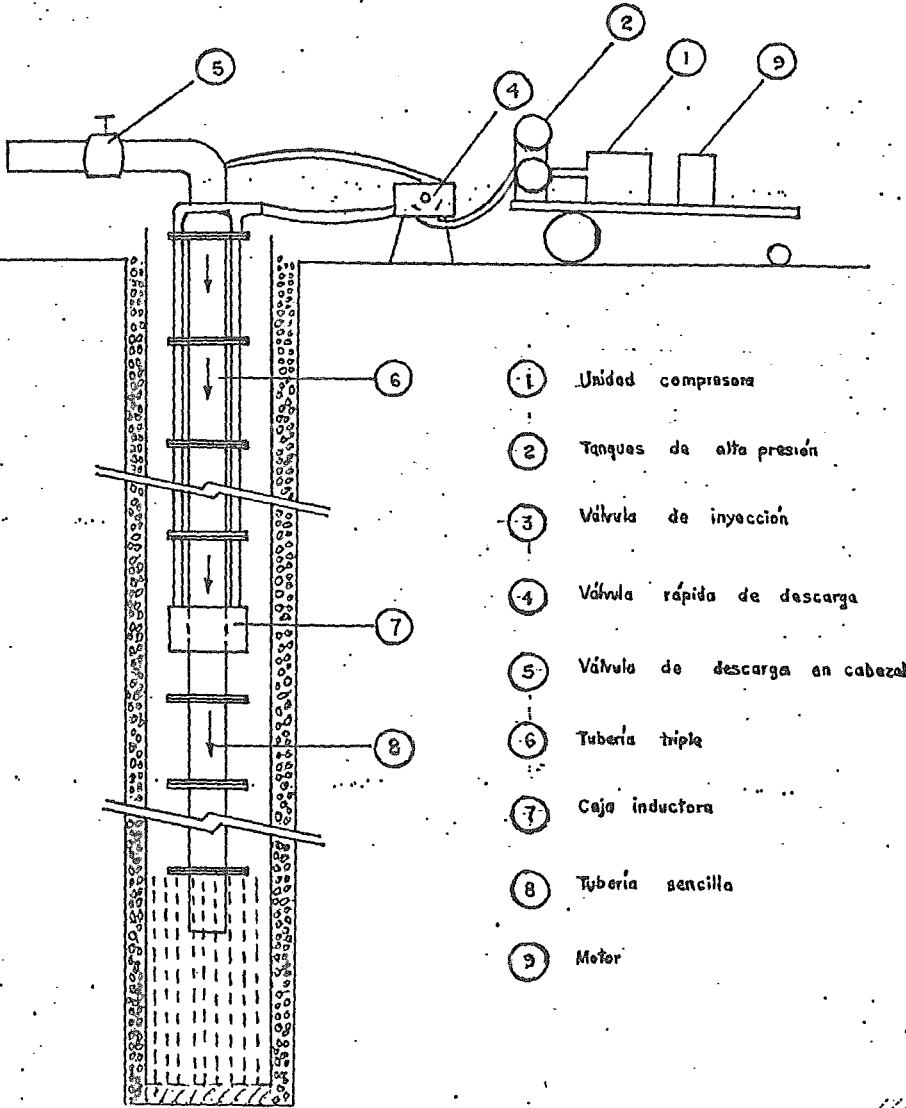 2
1
9
5
4
6
7
8
1 Unidad compresora
2 Tanques de alta presión
3 Válvula de inyección
4 Válvula rápida de descarga
5 Válvula de descarga en cabezal
6 Tubería triple
7 Caja inductora
8 Tubería sencilla
9 Motor